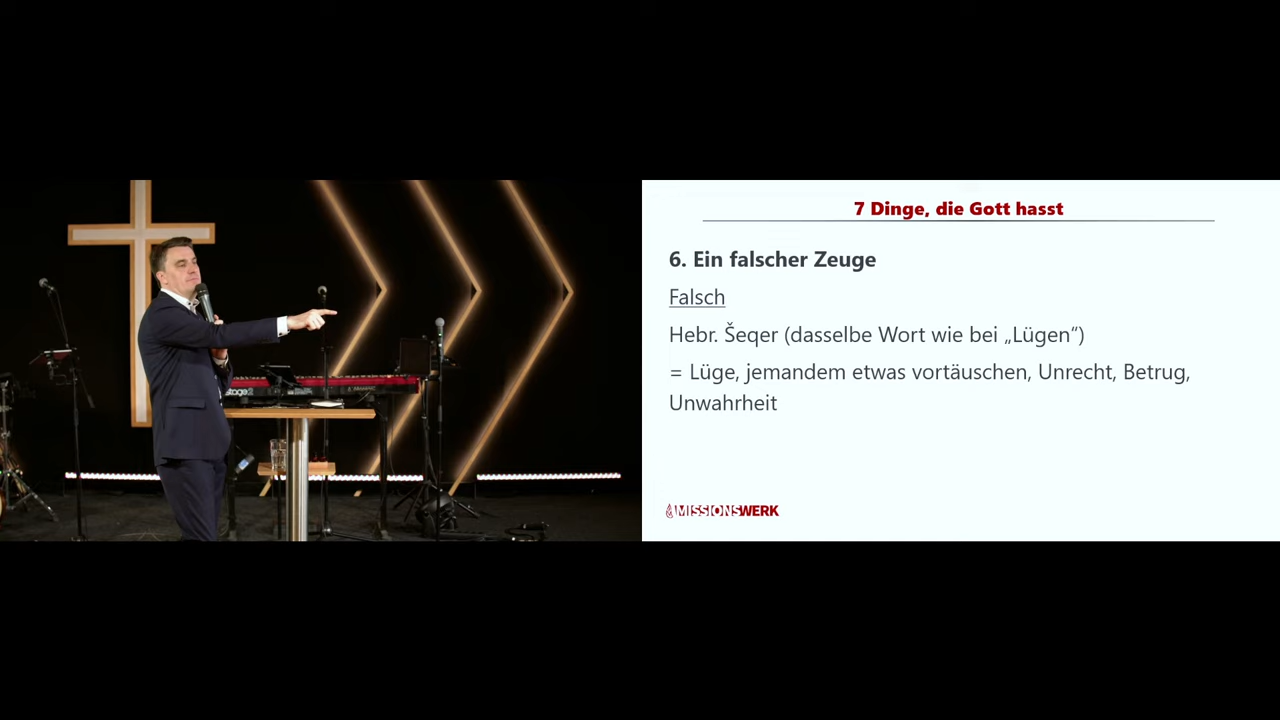 7 Dinge, die Gott hasst
6. Ein falscher Zeuge
Falsch
Hebr. Šeqer (dasselbe Wort wie bei „Lügen“)
= Lüge, jemandem etwas vortäuschen, Unrecht, Betrug,
Unwahrheit
MISSIONSWERK
stage2